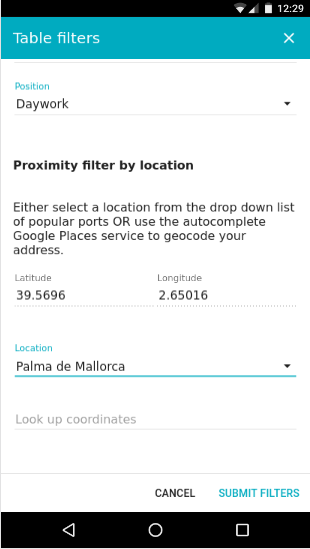 12:29
Table filters
Position
Daywork
Proximity filter by location
Either select a location from the drop down list
of popular ports OR use the autocomplete
Google Places service to geocode your
address.
Latitude Longitude
39.5696 2.65016
Location
Palma de Mallorca
Look up coordinates
CANCEL SUBMIT FILTERS